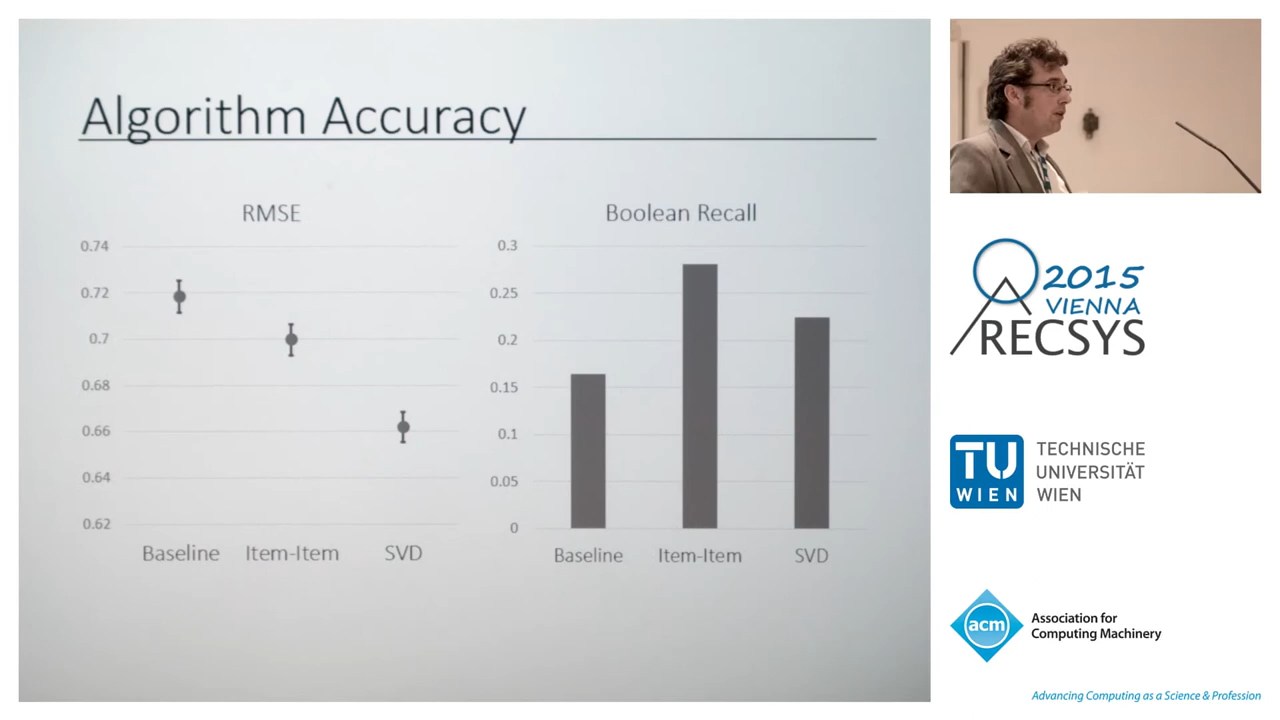 Algorithm Accuracy
RMSE
0.74
0.72
0.7
0.68
0.66
0.64
0.62
Baseline Item-Item SVD
Boolean Recall
0.3
0.25
0.2
0.15
0.1
0.05
0
Baseline Item-Item SVD
2015
VIENNA
RECSYS
TU
WIEN
TECHNISCHE
UNIVERSITÄT
WIEN
acm
Association for
Computing Machinery
Advancing Computing as a Science & Profession